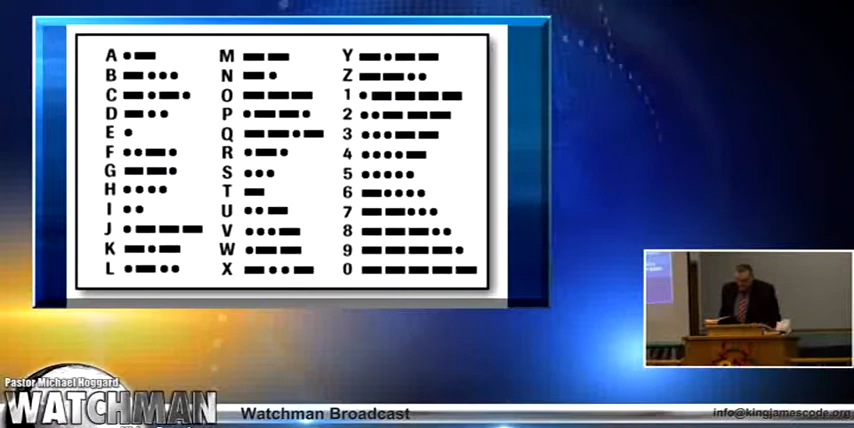 A •—
B —•••
C —•—•
D —••
E •
F ••—•
G ——•
H ••••
I ••
J •———
K —•—
L •—••
M ——
N —•
O ———
P •——•
Q ——•—
R •—•
S •••
T —
U ••—
V •••—
W •——
X —••—
Y —•——
Z ——••
1 •————
2 ••———
3 •••——
4 ••••—
5 •••••
6 —••••
7 ——•••
8 ———••
9 ————•
0 —————
Pastor Michael Hoggard
WATCHMAN
Watchman Broadcast
info@kingjamescode.org